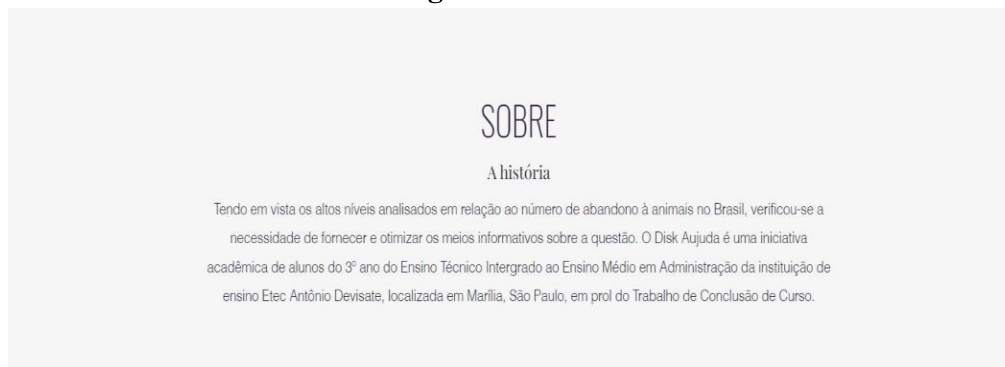 SOBRE
A história
Tendo em vista os altos níveis analisados em relação ao número de abandono à animais no Brasil, verificou-se a
necessidade de fornecer e otimizar os meios informativos sobre a questão. O Disk Aujuda é uma iniciativa
acadêmica de alunos do 3º ano do Ensino Técnico Intergrado ao Ensino Médio em Administração da instituição de
ensino Etec Antônio Devisate, localizada em Marília, São Paulo, em prol do Trabalho de Conclusão de Curso.